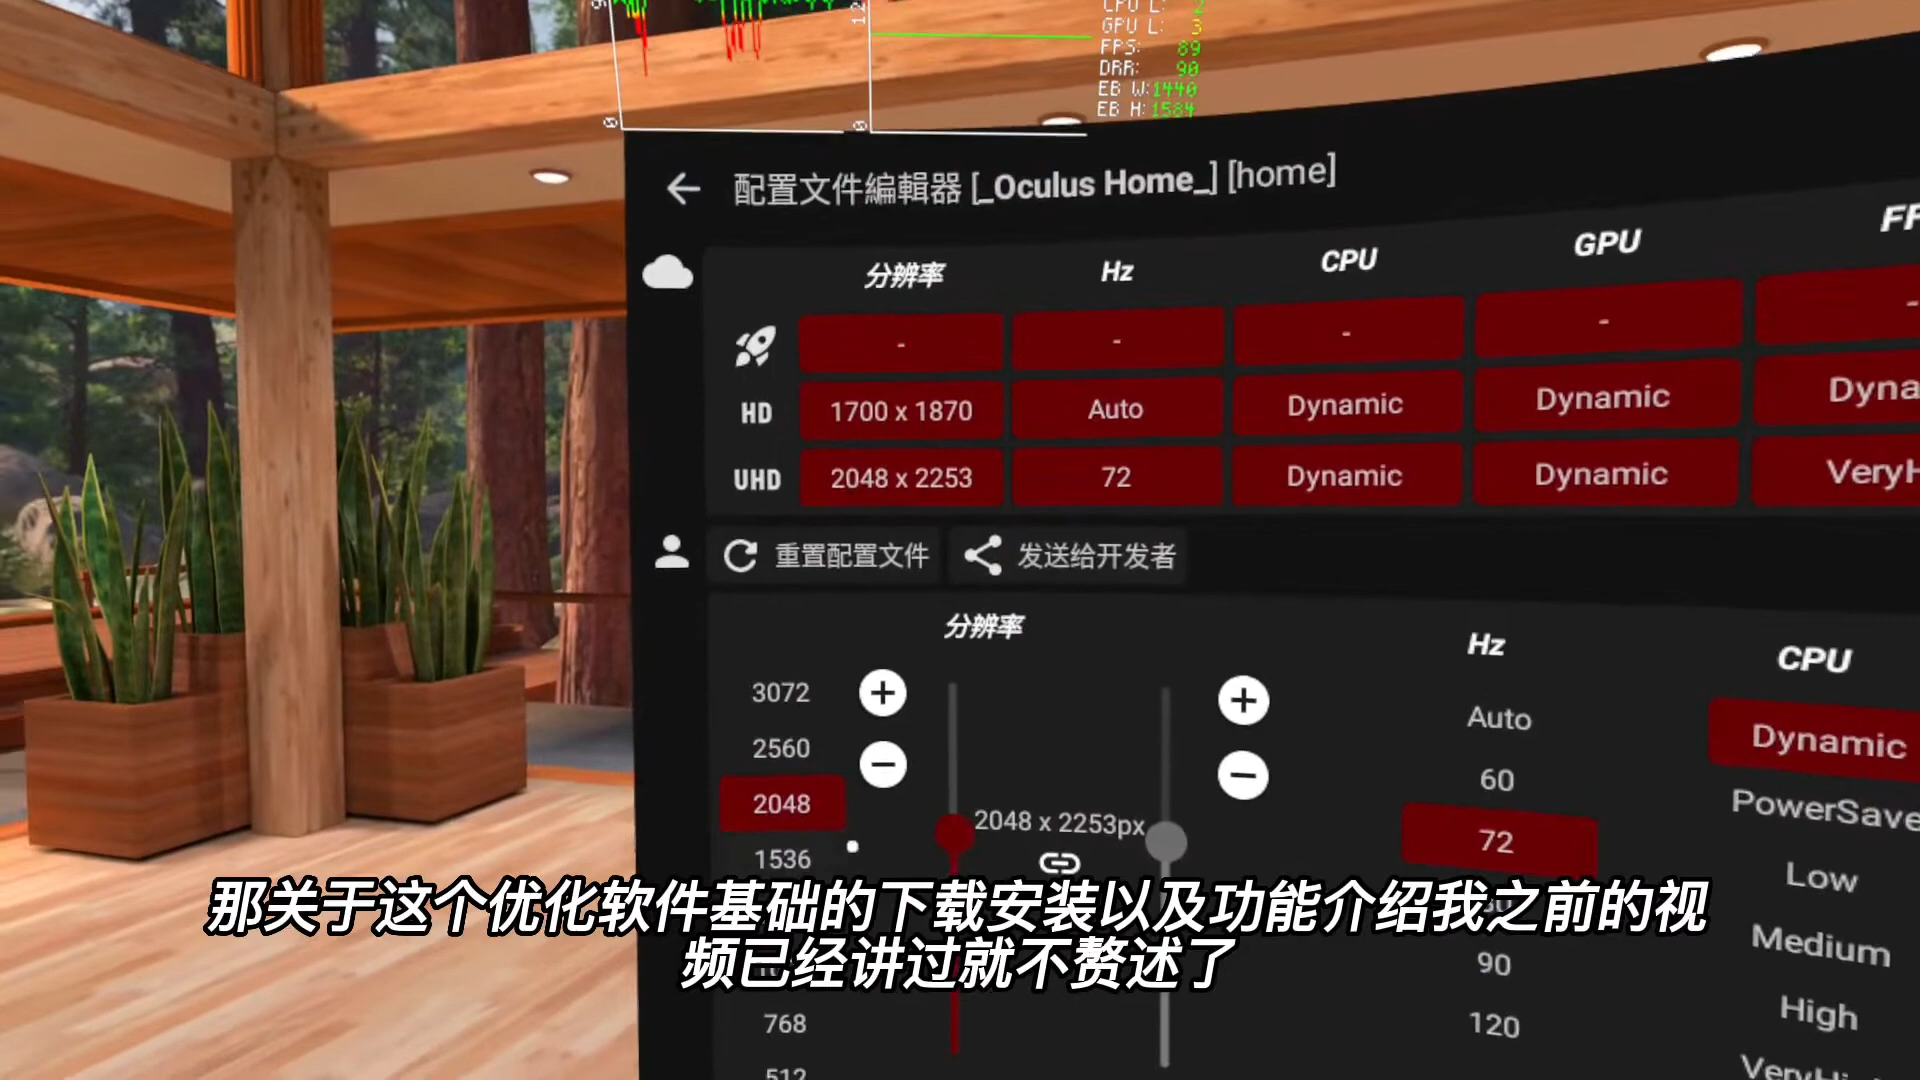 CPU L: 2
GPU L: 3
FPS: 89
DRR: 90
EB W:1440
EB H:1584
0
0
配置文件編輯器 [_Oculus Home_] [home]
分辨率 Hz CPU GPU
- - - - -
HD 1700 x 1870 Auto Dynamic Dynamic Dyna
UHD 2048 x 2253 72 Dynamic Dynamic VeryH
重置配置文件 发送给开发者
分辨率 Hz CPU
3072 Auto Dynamic
2560 60 PowerSave
2048 2048 x 2253px 72 Low
1536
那关于这个优化软件基础的下载安装以及功能介绍我之前的视
频已经讲过就不赘述了
90 Medium
768 120 High
512